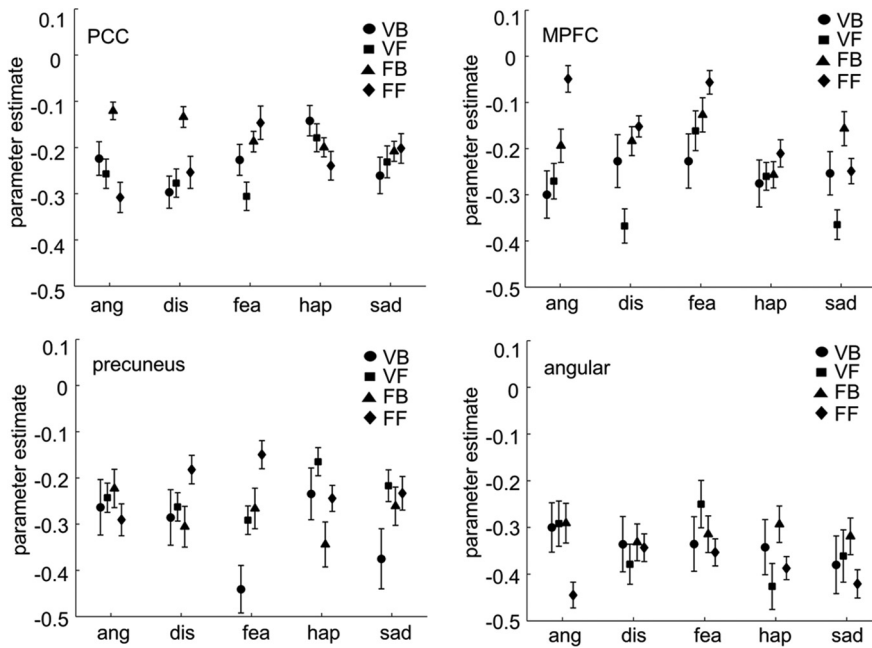 0.1
PCC
VB
VF
FB
FF
0
-0.1
-0.2
-0.3
-0.4
-0.5
parameter estimate
ang dis fea hap sad
0.1
MPFC
VB
VF
FB
FF
0
-0.1
-0.2
-0.3
-0.4
-0.5
parameter estimate
ang dis fea hap sad
0.1
precuneus
VB
VF
FB
FF
0
-0.1
-0.2
-0.3
-0.4
-0.5
parameter estimate
ang dis fea hap sad
0.1
angular
VB
VF
FB
FF
0
-0.1
-0.2
-0.3
-0.4
-0.5
parameter estimate
ang dis fea hap sad